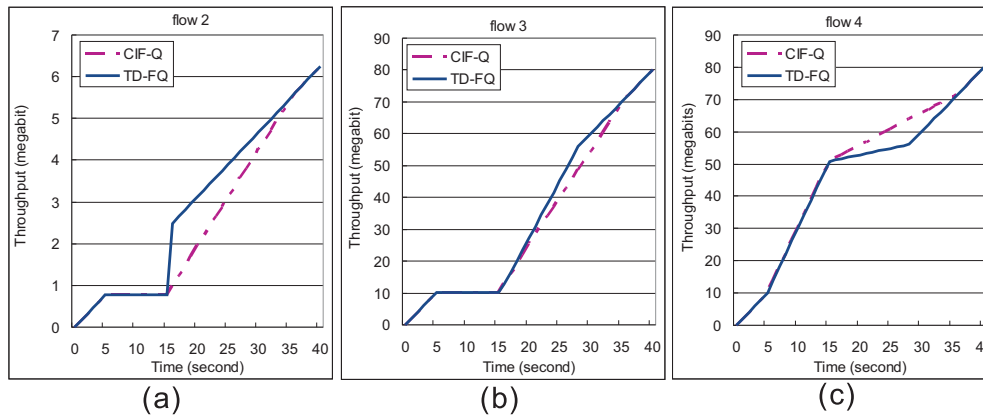 flow 2
CIF-Q
TD-FQ
Throughput (megabit)
7
6
5
4
3
2
1
0
0 5 10 15 20 25 30 35 40
Time (second)
(a)
flow 3
CIF-Q
TD-FQ
Throughput (megabit)
90
80
70
60
50
40
30
20
10
0
0 5 10 15 20 25 30 35 40
Time (second)
(b)
flow 4
CIF-Q
TD-FQ
Throughput (megabits)
90
80
70
60
50
40
30
20
10
0
0 5 10 15 20 25 30 35 40
Time (second)
(c)